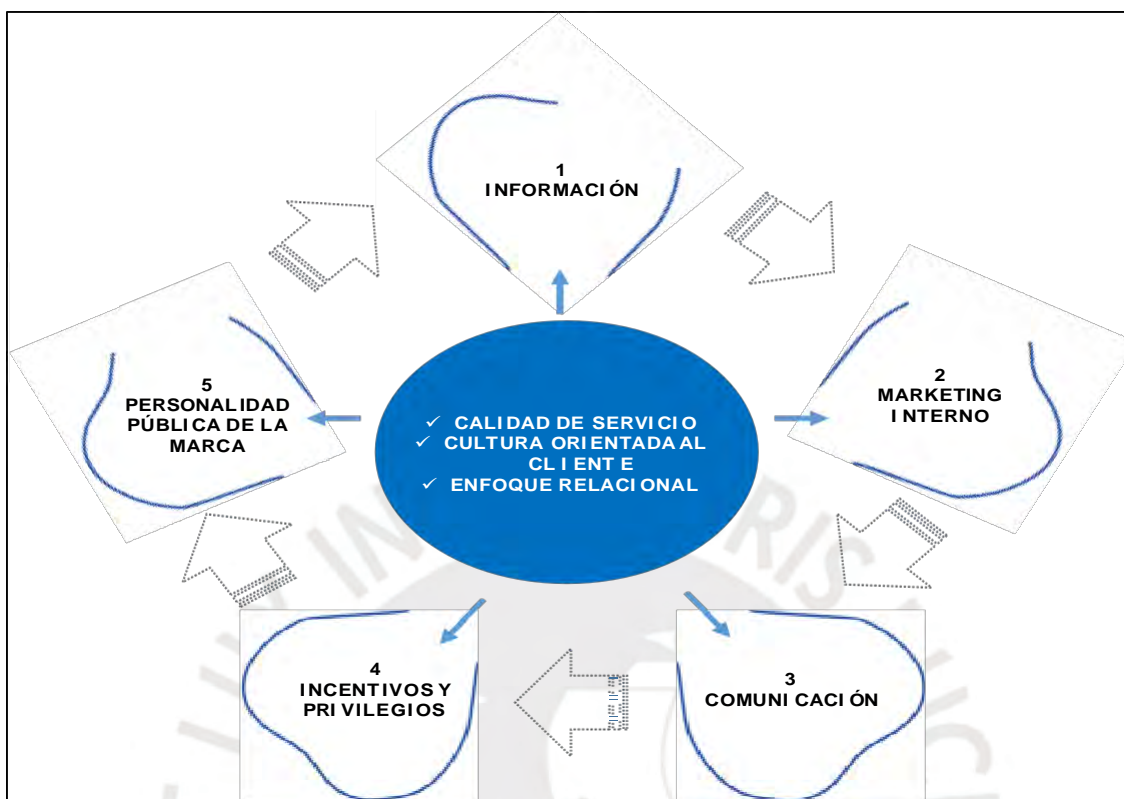 1
INFORMACIÓN
2
MARKETING
INTERNO
3
COMUNICACIÓN
4
INCENTIVOS Y
PRIVILEGIOS
5
PERSONALIDAD
PÚBLICA DE LA
MARCA
✓ CALIDAD DE SERVICIO
✓ CULTURA ORIENTADA AL
CLIENTE
✓ ENFOQUE RELACIONAL